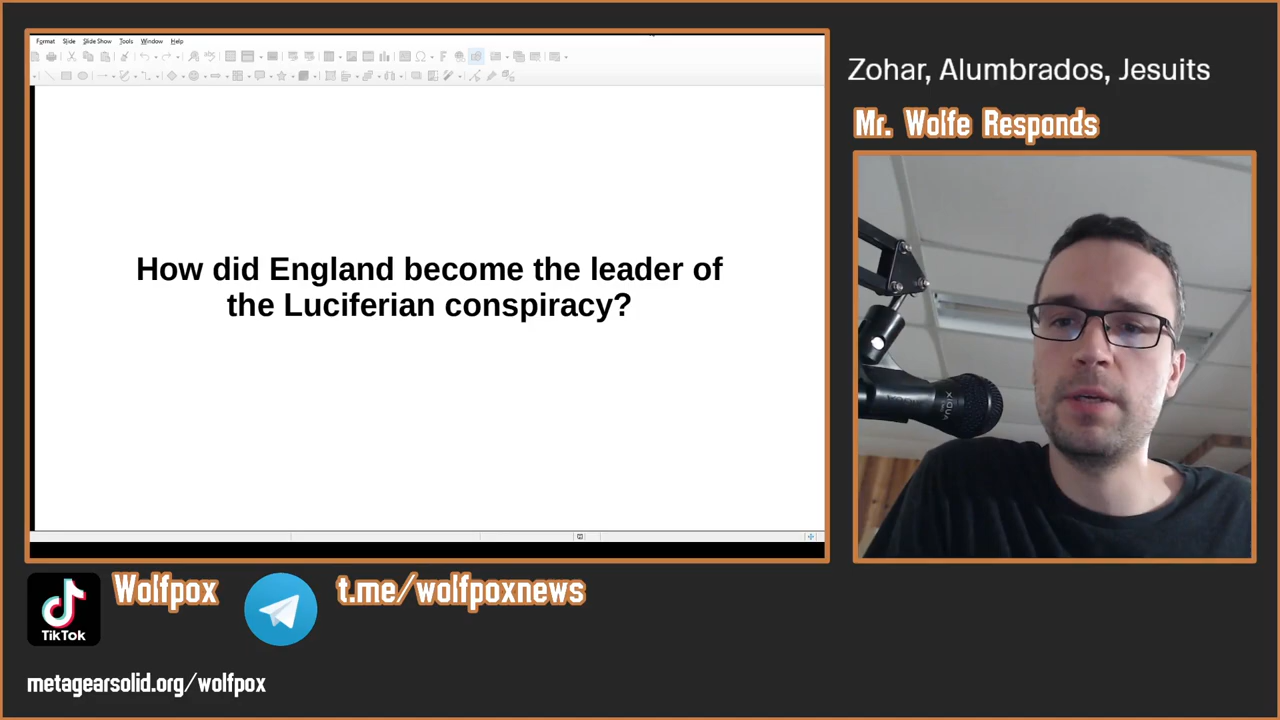 Format Slide Slide Show Tools Window Help
How did England become the leader of
the Luciferian conspiracy?
Zohar, Alumbrados, Jesuits
Mr. Wolfe Responds
XIQUA
TikTok
Wolfpox
t.me/wolfpoxnews
metagearsolid.org/wolfpox